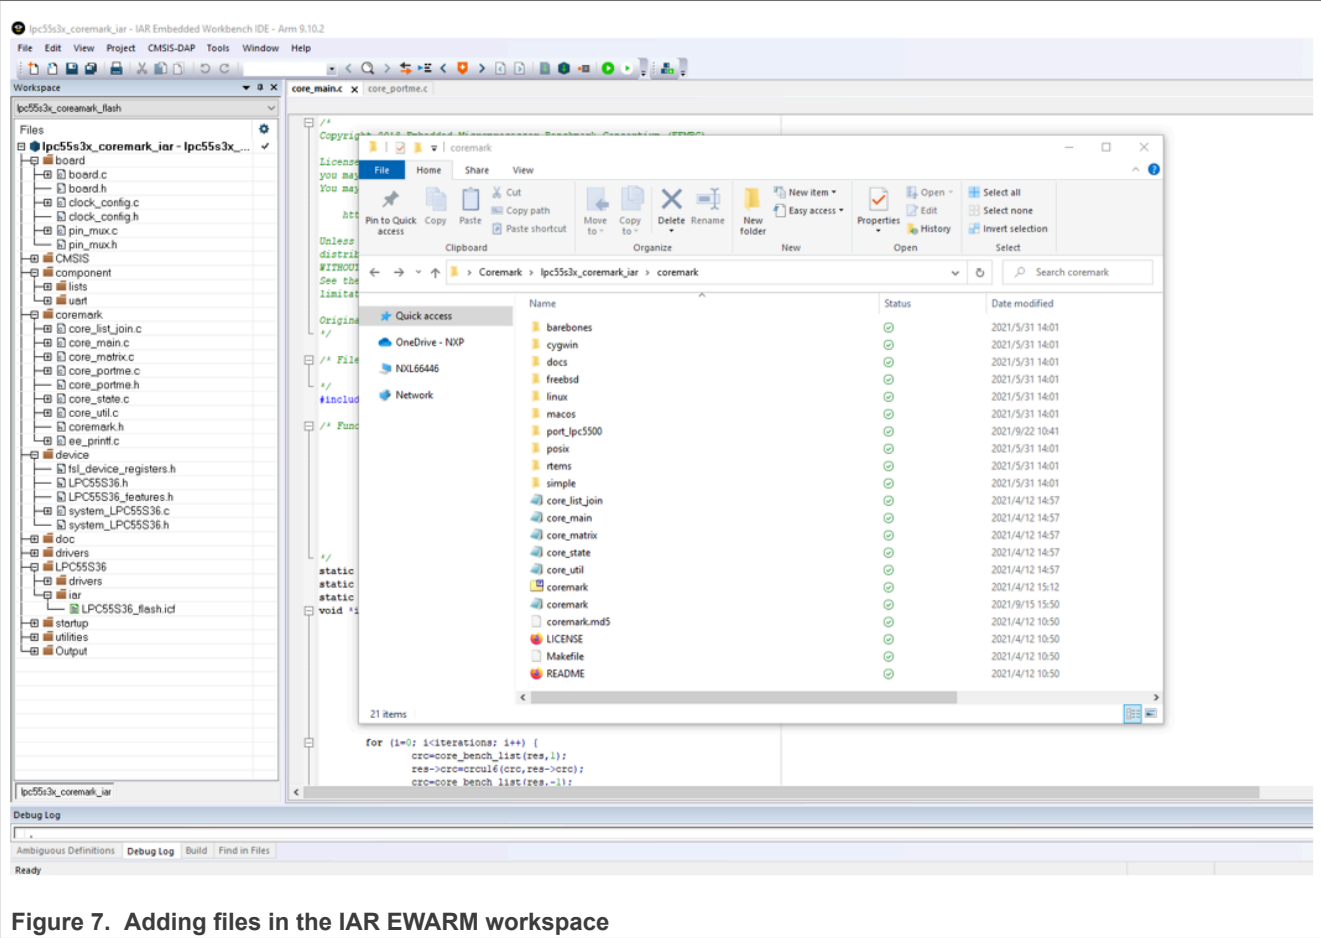 lpc55s3x_coremark_iar - IAR Embedded Workbench IDE - Arm 9.10.2
File Edit View Project CMSIS-DAP Tools Window Help
Workspace
core_main.c x core_portme.c
lpc55s3x_coreamark_flash
Files
lpc55s3x_coremark_iar - lpc55s3x_...
board
board.c
board.h
clock_config.c
clock_config.h
pin_mux.c
pin_mux.h
CMSIS
component
lists
uart
coremark
core_list_join.c
core_main.c
core_matrix.c
core_portme.c
core_portme.h
core_state.c
core_util.c
coremark.h
ee_printf.c
device
fsl_device_registers.h
LPC55S36.h
LPC55S36_features.h
system_LPC55S36.c
system_LPC55S36.h
doc
drivers
LPC55S36
drivers
iar
LPC55S36_flash.icf
startup
utilities
Output
lpc55s3x_coremark_iar
/*
Copyright 2018 Embedded Microprocessor Benchmark Consortium (EEMBC)
License
you may
You may
htt
Unless
distrib
WITHOUT
See the
limitat
Origina
*/
/* File
*/
#includ
/* Func
*/
static
static
static
void *i
for (i=0; i<iterations; i++) {
crc=core_bench_list(res,1);
res->crc=crcu16(crc,res->crc);
crc=core_bench_list(res,-1);
coremark
File Home Share View
Pin to Quick access
Copy
Paste
Cut
Copy path
Paste shortcut
Clipboard
Move to
Copy to
Delete
Rename
Organize
New folder
New item
Easy access
New
Properties
Open
Edit
History
Open
Select all
Select none
Invert selection
Select
Coremark > lpc55s3x_coremark_iar > coremark
Search coremark
Quick access
OneDrive - NXP
NXL66446
Network
Name Status Date modified
barebones 2021/5/31 14:01
cygwin 2021/5/31 14:01
docs 2021/5/31 14:01
freebsd 2021/5/31 14:01
linux 2021/5/31 14:01
macos 2021/5/31 14:01
port_lpc5500 2021/9/22 10:41
posix 2021/5/31 14:01
rtems 2021/5/31 14:01
simple 2021/5/31 14:01
core_list_join 2021/4/12 14:57
core_main 2021/4/12 14:57
core_matrix 2021/4/12 14:57
core_state 2021/4/12 14:57
core_util 2021/4/12 14:57
coremark 2021/4/12 15:12
coremark 2021/9/15 15:50
coremark.md5 2021/4/12 10:50
LICENSE 2021/4/12 10:50
Makefile 2021/4/12 10:50
README 2021/4/12 10:50
21 items
Debug Log
Ambiguous Definitions Debug Log Build Find in Files
Ready
Figure 7. Adding files in the IAR EWARM workspace